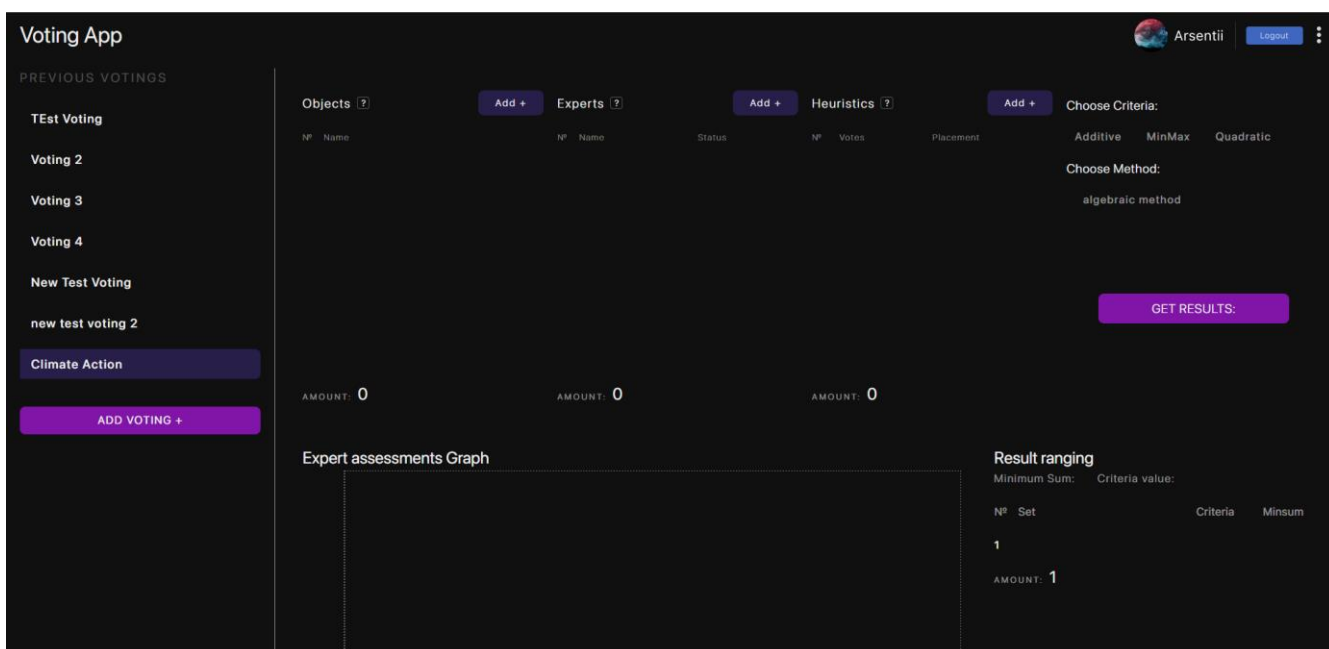 Voting App
Arsentii
Logout
PREVIOUS VOTINGS
TEst Voting
Voting 2
Voting 3
Voting 4
New Test Voting
new test voting 2
Climate Action
ADD VOTING +
Objects ?
Add +
№ Name
AMOUNT: 0
Experts ?
Add +
№ Name Status
AMOUNT: 0
Heuristics ?
Add +
№ Votes Placement
AMOUNT: 0
Choose Criteria:
Additive MinMax Quadratic
Choose Method:
algebraic method
GET RESULTS:
Expert assessments Graph
Result ranging
Minimum Sum: Criteria value:
№ Set Criteria Minsum
1
AMOUNT: 1